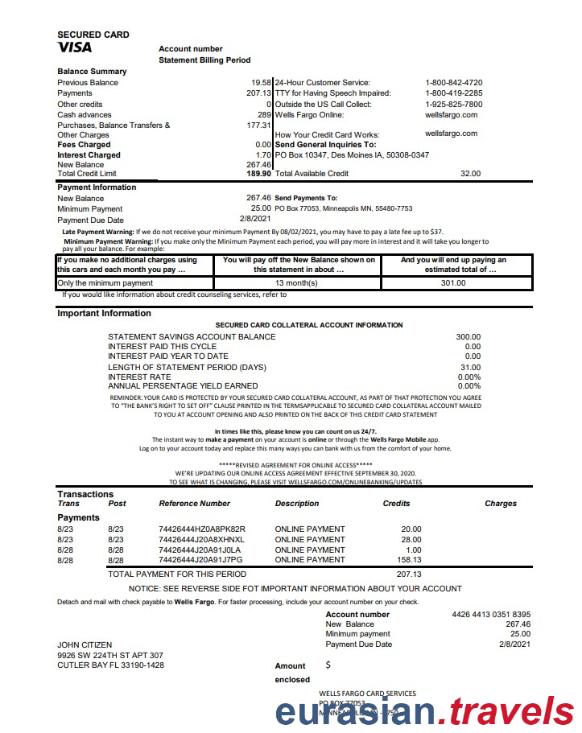 SECURED CARD
VISA
Account number
Statement Billing Period
Balance Summary
Previous Balance 19.58 24-Hour Customer Service: 1-800-842-4720
Payments 207.13 TTY for Having Speech Impaired: 1-800-419-2285
Other credits 0 Outside the US Call Collect: 1-925-825-7800
Cash advances 289 Wells Fargo Online: wellsfargo.com
Purchases, Balance Transfers & 177.31
Other Charges How Your Credit Card Works: wellsfargo.com
Fees Charged 0.00 Send General Inquiries To:
Interest Charged 1.70 PO Box 10347, Des Moines IA, 50308-0347
New Balance 267.46
Total Credit Limit 189.90 Total Available Credit 32.00
Payment Information
New Balance 267.46 Send Payments To:
Minimum Payment 25.00 PO Box 77053, Minneapolis MN, 55480-7753
Payment Due Date 2/8/2021
Late Payment Warning: If we do not receive your minimum Payment By 08/02/2021, you may have to pay a late fee up to $37.
Minimum Payment Warning: If you make only the Minimum Payment each period, you will pay more in interest and it will take you longer to
pay all your balance. For example:
If you make no additional charges using You will pay off the New Balance shown on And you will end up paying an
this cars and each month you pay ... this statement in about ... estimated total of ...
Only the minimum payment 13 month(s) 301.00
If you would like information about credit counseling services, refer to
Important Information
SECURED CARD COLLATERAL ACCOUNT INFORMATION
STATEMENT SAVINGS ACCOUNT BALANCE 300.00
INTEREST PAID THIS CYCLE 0.00
INTEREST PAID YEAR TO DATE 0.00
LENGTH OF STATEMENT PERIOD (DAYS) 31.00
INTEREST RATE 0.00%
ANNUAL PERSENTAGE YIELD EARNED 0.00%
REMINDER: YOUR CARD IS PROTECTED BY YOUR SECURED CARD COLLATERAL ACCOUNT, AS PART OF THAT PROTECTION YOU AGREE
TO "THE BANK'S RIGHT TO SET OFF" CLAUSE PRINTED IN THE TERMSAPPLICABLE TO SECURED CARD COLLATERAL ACCOUNT MAILED
TO YOU AT ACCOUNT OPENING AND ALSO PRINTED ON THE BACK OF THIS CREDIT CARD STATEMENT
In times like this, please know you can count on us 24/7.
The instant way to make a payment on your account is online or through the Wells Fargo Mobile app.
Log on to your account today and replace this many ways you can bank with us from the comfort of your home.
*****REVISED AGREEMENT FOR ONLINE ACCESS*****
WE'RE UPDATING OUR ONLINE ACCESS AGREEMENT EFFECTIVE SEPTEMBER 30, 2020.
TO SEE WHAT IS CHANGING, PLEASE VISIT WELLSFARGO.COM/ONLINEBANKING/UPDATES
Transactions
Trans Post Reference Number Description Credits Charges
Payments
8/23 8/23 74426444HZ0A8PK82R ONLINE PAYMENT 20.00
8/23 8/23 74426444J20A8XHNXL ONLINE PAYMENT 28.00
8/28 8/28 74426444J20A91J0LA ONLINE PAYMENT 1.00
8/28 8/28 74426444J20A91J7PG ONLINE PAYMENT 158.13
TOTAL PAYMENT FOR THIS PERIOD 207.13
NOTICE: SEE REVERSE SIDE FOT IMPORTANT INFORMATION ABOUT YOUR ACCOUNT
Detach and mail with check payable to Wells Fargo. For faster processing, include your account number on your check.
Account number 4426 4413 0351 8395
New Balance 267.46
Minimum payment 25.00
Payment Due Date 2/8/2021
JOHN CITIZEN
9926 SW 224TH ST APT 307
CUTLER BAY FL 33190-1428
Amount $
enclosed
WELLS FARGO CARD SERVICES
PO BOX 77053
eurasian.travels